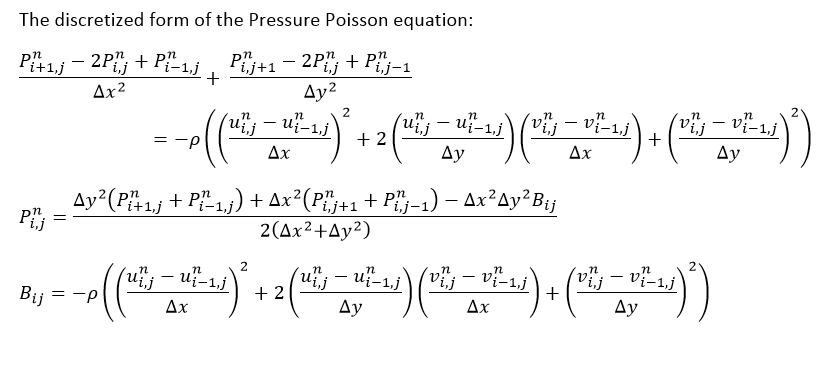 The discretized form of the Pressure Poisson equation:
\frac{P_{i+1,j}^n - 2P_{i,j}^n + P_{i-1,j}^n}{\Delta x^2} + \frac{P_{i,j+1}^n - 2P_{i,j}^n + P_{i,j-1}^n}{\Delta y^2}
= -\rho\left(\left(\frac{u_{i,j}^n - u_{i-1,j}^n}{\Delta x}\right)^2 + 2\left(\frac{u_{i,j}^n - u_{i-1,j}^n}{\Delta y}\right)\left(\frac{v_{i,j}^n - v_{i-1,j}^n}{\Delta x}\right) + \left(\frac{v_{i,j}^n - v_{i-1,j}^n}{\Delta y}\right)^2\right)
P_{i,j}^n = \frac{\Delta y^2(P_{i+1,j}^n + P_{i-1,j}^n) + \Delta x^2(P_{i,j+1}^n + P_{i,j-1}^n) - \Delta x^2 \Delta y^2 B_{ij}}{2(\Delta x^2 + \Delta y^2)}
B_{ij} = -\rho\left(\left(\frac{u_{i,j}^n - u_{i-1,j}^n}{\Delta x}\right)^2 + 2\left(\frac{u_{i,j}^n - u_{i-1,j}^n}{\Delta y}\right)\left(\frac{v_{i,j}^n - v_{i-1,j}^n}{\Delta x}\right) + \left(\frac{v_{i,j}^n - v_{i-1,j}^n}{\Delta y}\right)^2\right)